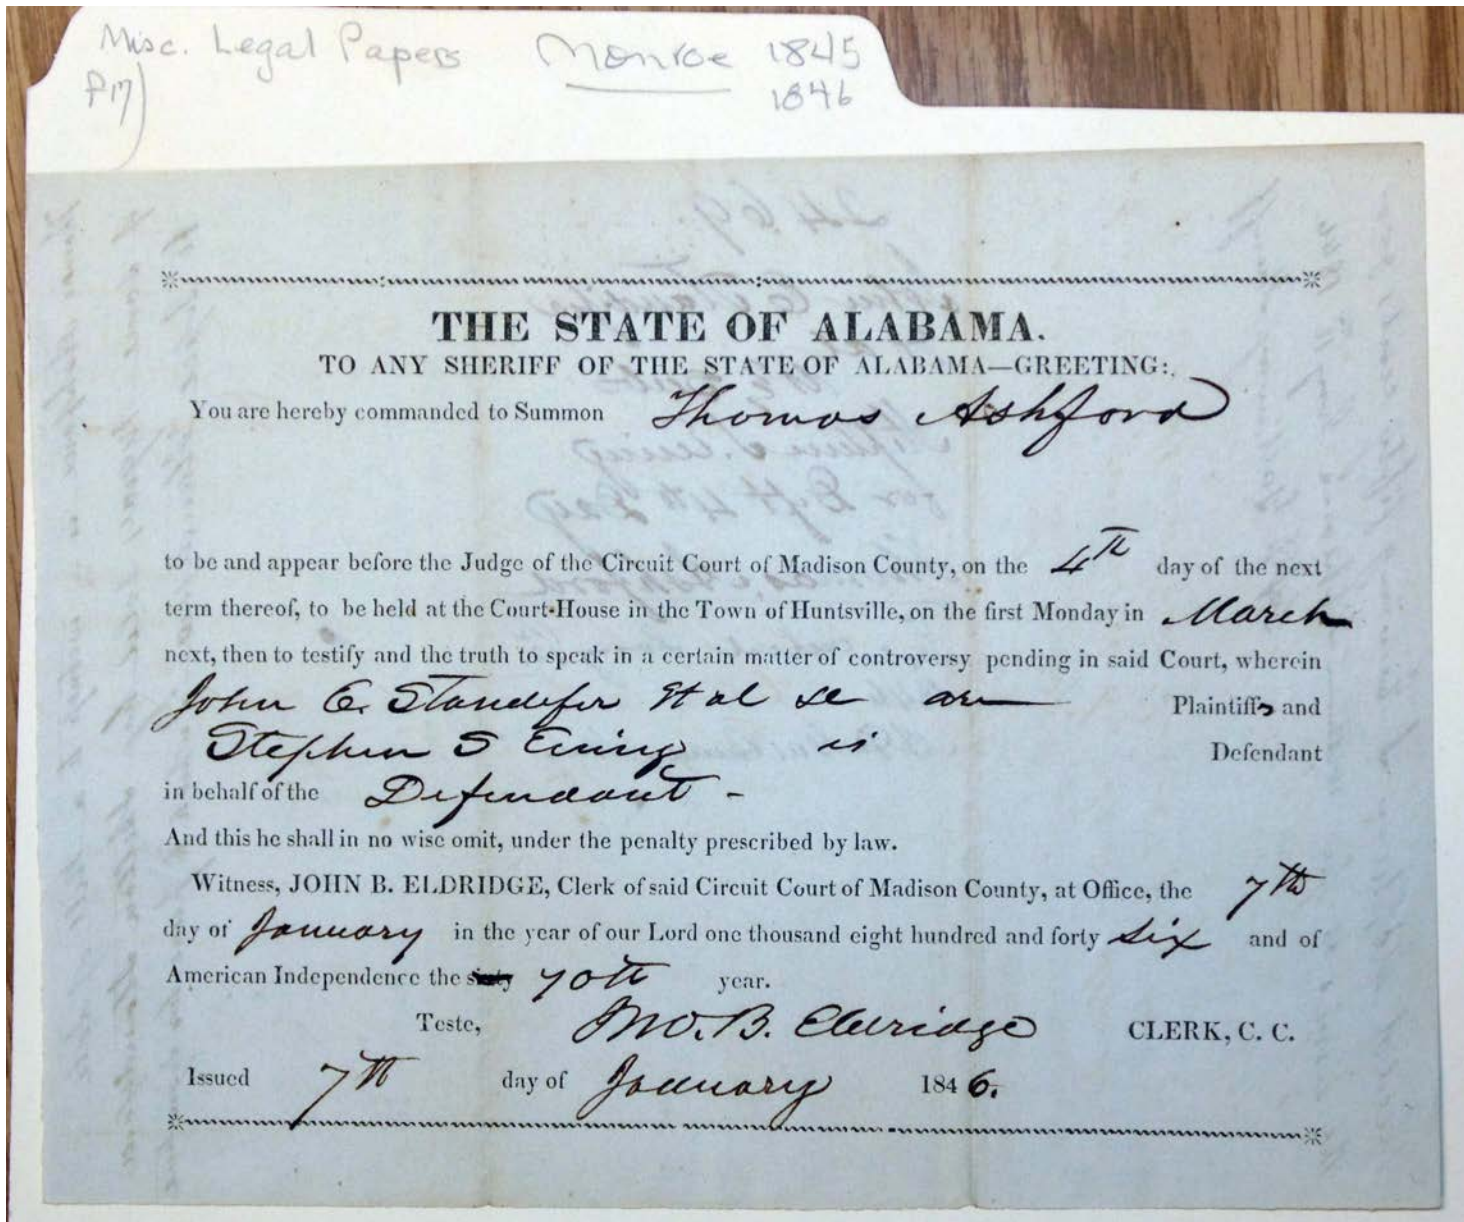 Misc. Legal Papers Monroe 1845
1846
THE STATE OF ALABAMA.
TO ANY SHERIFF OF THE STATE OF ALABAMA—GREETING:
You are hereby commanded to Summon Thomas Ashford
to be and appear before the Judge of the Circuit Court of Madison County, on the 4th day of the next
term thereof, to be held at the Court-House in the Town of Huntsville, on the first Monday in March
next, then to testify and the truth to speak in a certain matter of controversy pending in said Court, wherein
John C. Standefer et al are Plaintiffs and
Stephen S Ewing is Defendant
in behalf of the Defendant -
And this he shall in no wise omit, under the penalty prescribed by law.
Witness, JOHN B. ELDRIDGE, Clerk of said Circuit Court of Madison County, at Office, the 7th
day of January in the year of our Lord one thousand eight hundred and forty six and of
American Independence the sixty 70th year.
Teste, Jno. B. Eldridge CLERK, C. C.
Issued 7th day of January 1846.